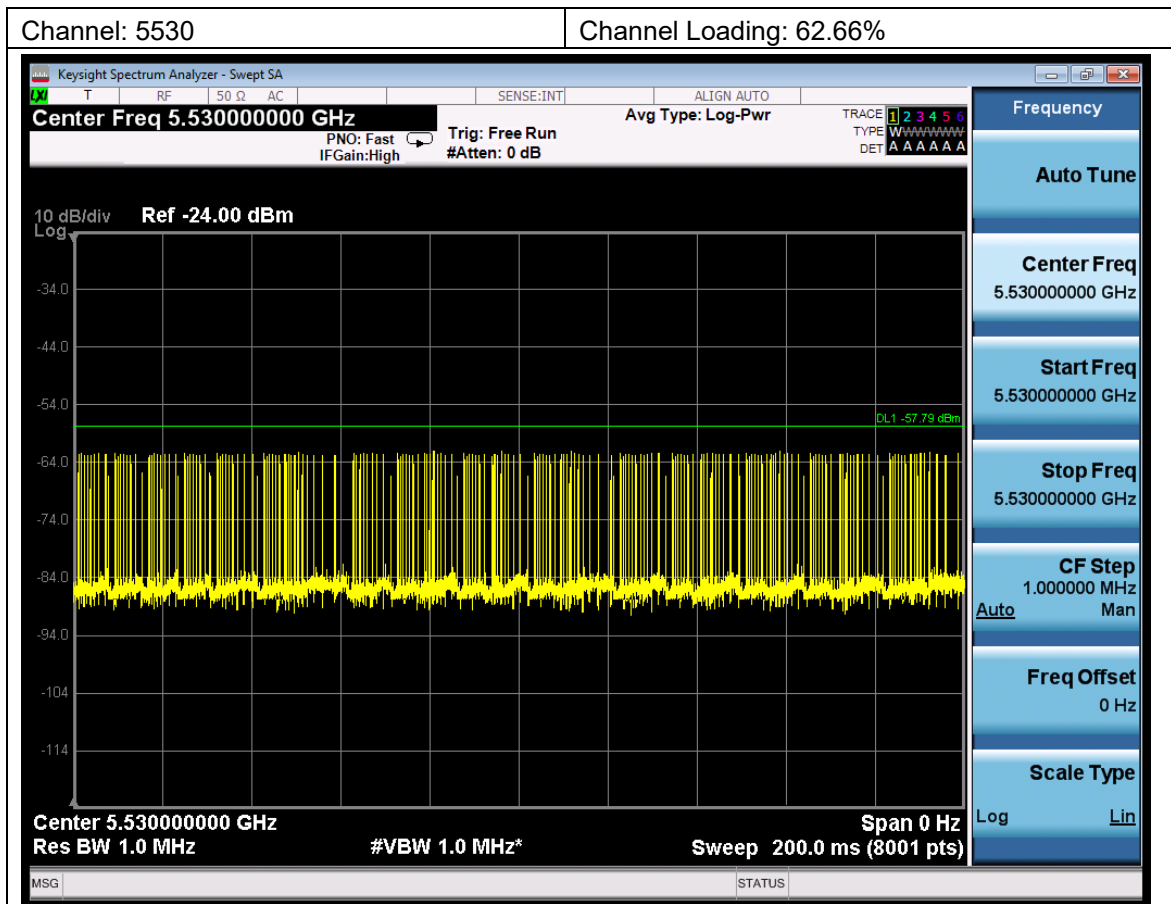 Channel: 5530 Channel Loading: 62.66%
Keysight Spectrum Analyzer - Swept SA
LXI T RF 50 Ω AC SENSE:INT ALIGN AUTO
Center Freq 5.530000000 GHz
PNO: Fast
IFGain:High
Trig: Free Run
#Atten: 0 dB
Avg Type: Log-Pwr
TRACE 1 2 3 4 5 6
TYPE WWWWWW
DET A A A A A A
10 dB/div Ref -24.00 dBm
Log
-34.0
-44.0
-54.0
DL1 -57.79 dBm
-64.0
-74.0
-84.0
-94.0
-104
-114
Center 5.530000000 GHz Span 0 Hz
Res BW 1.0 MHz #VBW 1.0 MHz* Sweep 200.0 ms (8001 pts)
MSG STATUS
Frequency
Auto Tune
Center Freq
5.530000000 GHz
Start Freq
5.530000000 GHz
Stop Freq
5.530000000 GHz
CF Step
1.000000 MHz
Auto Man
Freq Offset
0 Hz
Scale Type
Log Lin